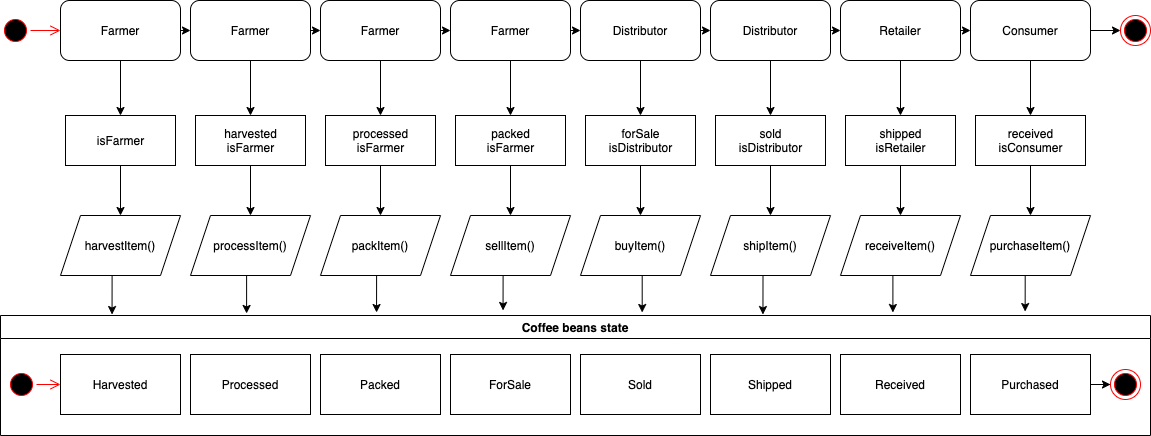 Farmer
Farmer
Farmer
Farmer
Distributor
Distributor
Retailer
Consumer
isFarmer
harvested
isFarmer
processed
isFarmer
packed
isFarmer
forSale
isDistributor
sold
isDistributor
shipped
isRetailer
received
isConsumer
harvestItem()
processItem()
packItem()
sellItem()
buyItem()
shipItem()
receiveItem()
purchaseItem()
Coffee beans state
Harvested
Processed
Packed
ForSale
Sold
Shipped
Received
Purchased